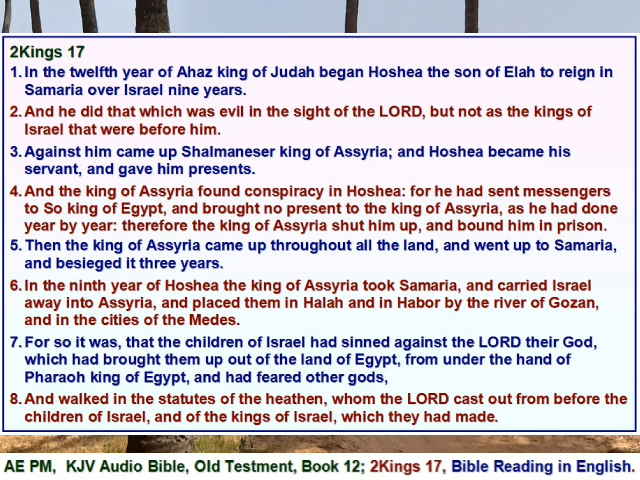 2Kings 17
1. In the twelfth year of Ahaz king of Judah began Hoshea the son of Elah to reign in
Samaria over Israel nine years.
2. And he did that which was evil in the sight of the LORD, but not as the kings of
Israel that were before him.
3. Against him came up Shalmaneser king of Assyria; and Hoshea became his
servant, and gave him presents.
4. And the king of Assyria found conspiracy in Hoshea: for he had sent messengers
to So king of Egypt, and brought no present to the king of Assyria, as he had done
year by year: therefore the king of Assyria shut him up, and bound him in prison.
5. Then the king of Assyria came up throughout all the land, and went up to Samaria,
and besieged it three years.
6. In the ninth year of Hoshea the king of Assyria took Samaria, and carried Israel
away into Assyria, and placed them in Halah and in Habor by the river of Gozan,
and in the cities of the Medes.
7. For so it was, that the children of Israel had sinned against the LORD their God,
which had brought them up out of the land of Egypt, from under the hand of
Pharaoh king of Egypt, and had feared other gods,
8. And walked in the statutes of the heathen, whom the LORD cast out from before the
children of Israel, and of the kings of Israel, which they had made.
AE PM, KJV Audio Bible, Old Testment, Book 12; 2Kings 17, Bible Reading in English.